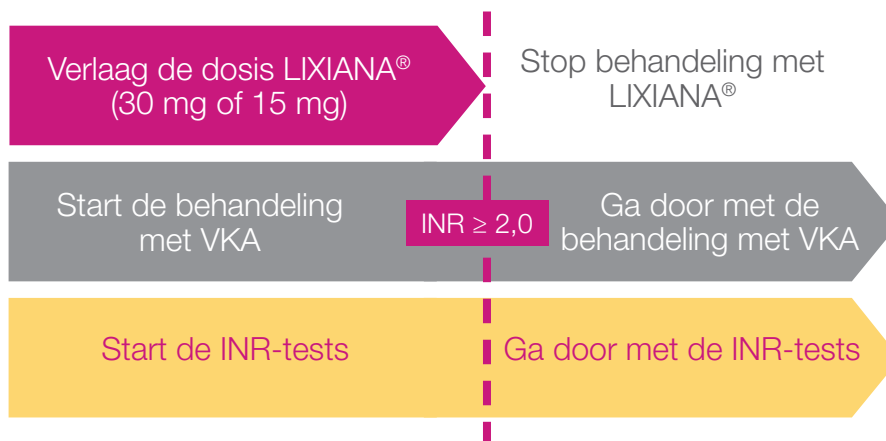 Verlaag de dosis LIXIANA®
(30 mg of 15 mg)
Stop behandeling met
LIXIANA®
Start de behandeling
met VKA
INR ≥ 2,0
Ga door met de
behandeling met VKA
Start de INR-tests
Ga door met de INR-tests